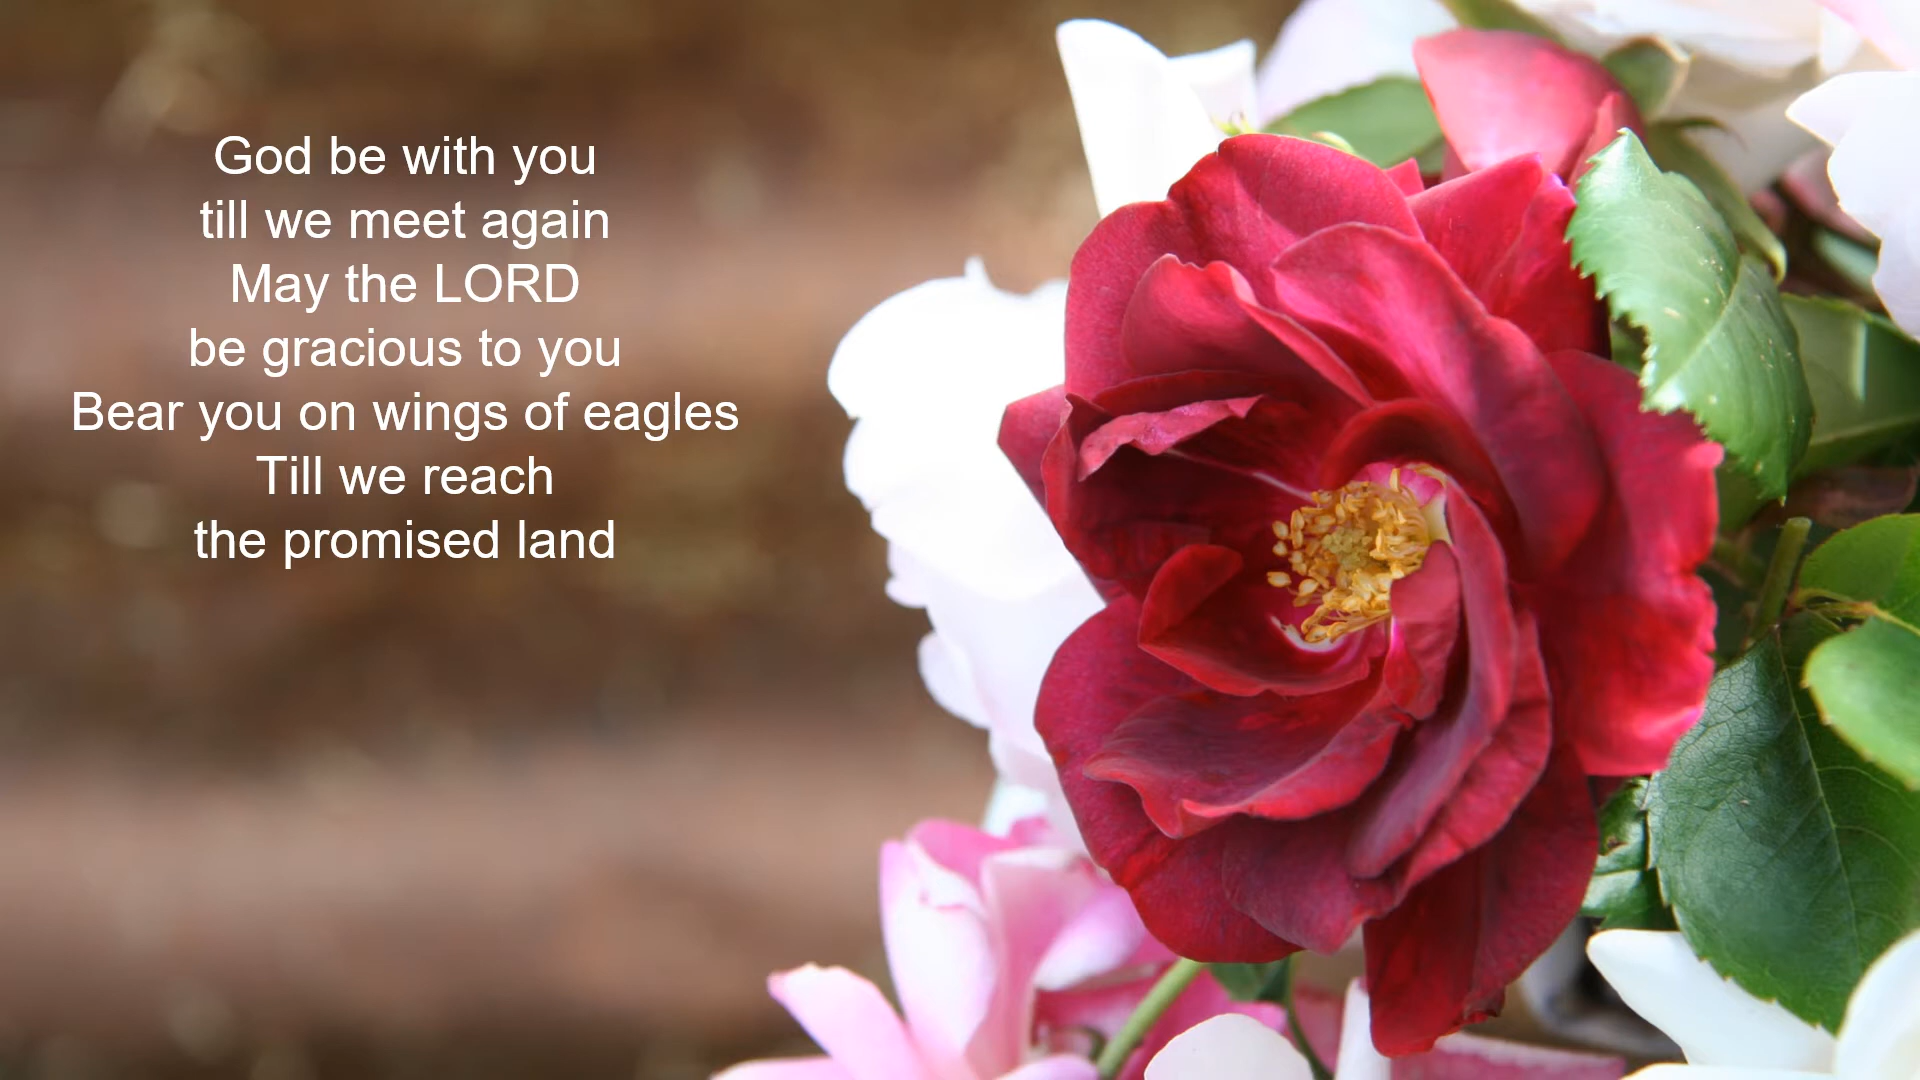 God be with you
till we meet again
May the LORD
be gracious to you
Bear you on wings of eagles
Till we reach
the promised land